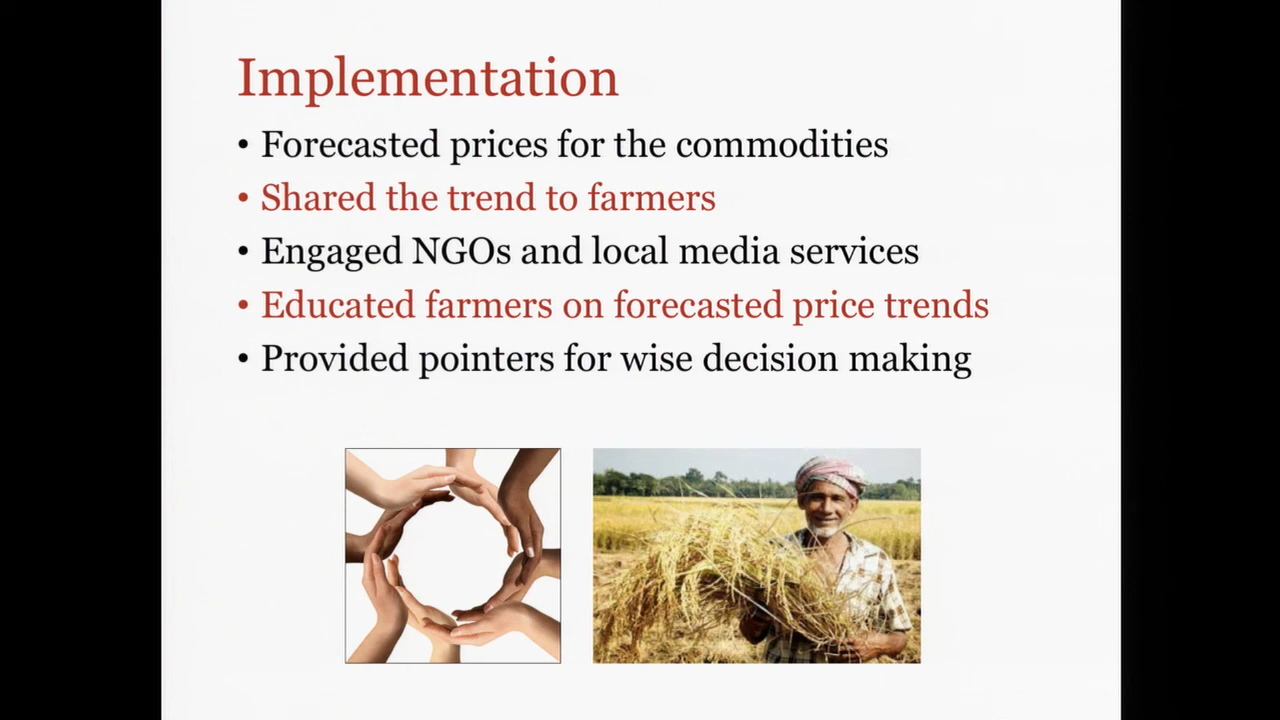 Implementation
• Forecasted prices for the commodities
• Shared the trend to farmers
• Engaged NGOs and local media services
• Educated farmers on forecasted price trends
• Provided pointers for wise decision making